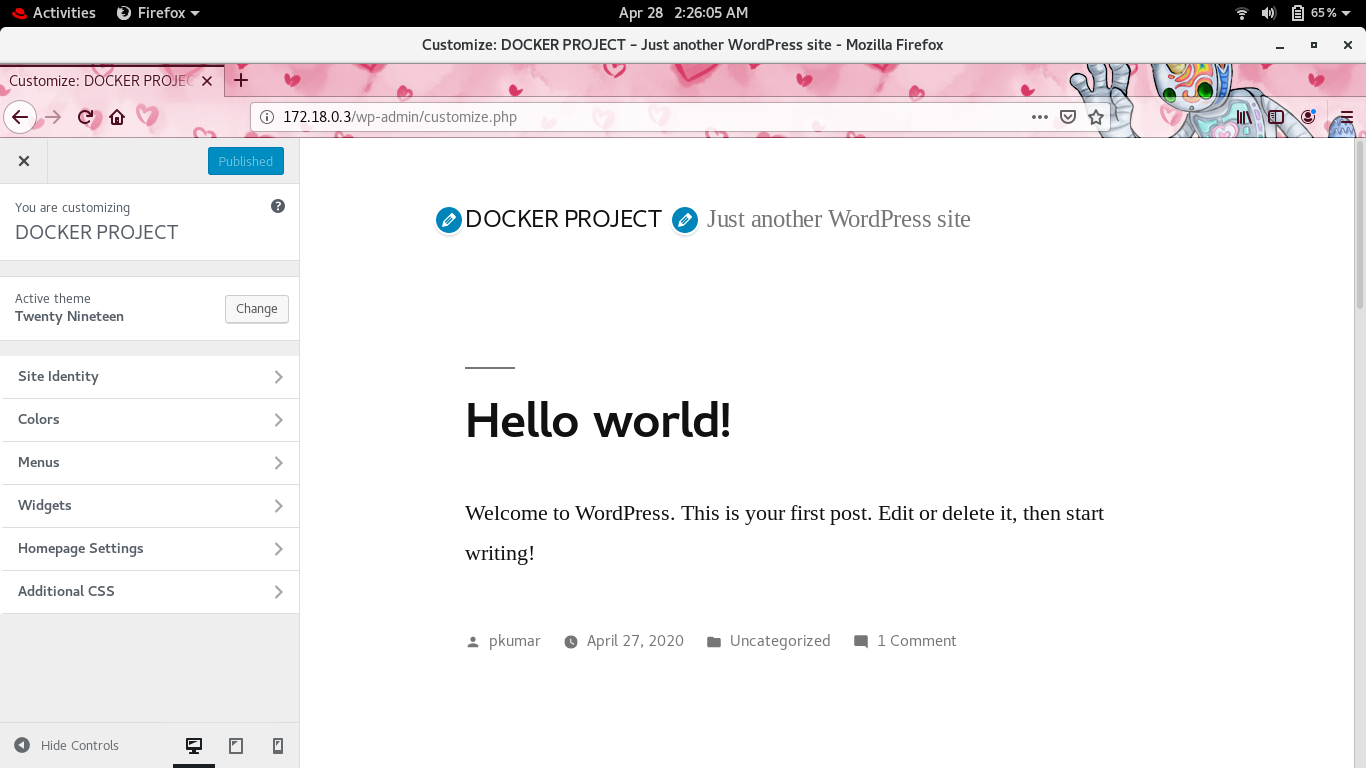 Activities Firefox Apr 28 2:26:05 AM 65%
Customize: DOCKER PROJECT – Just another WordPress site - Mozilla Firefox
Customize: DOCKER PROJEC
172.18.0.3/wp-admin/customize.php
Published
You are customizing
DOCKER PROJECT
Active theme
Twenty Nineteen
Change
Site Identity
Colors
Menus
Widgets
Homepage Settings
Additional CSS
Hide Controls
DOCKER PROJECT Just another WordPress site
Hello world!
Welcome to WordPress. This is your first post. Edit or delete it, then start
writing!
pkumar April 27, 2020 Uncategorized 1 Comment